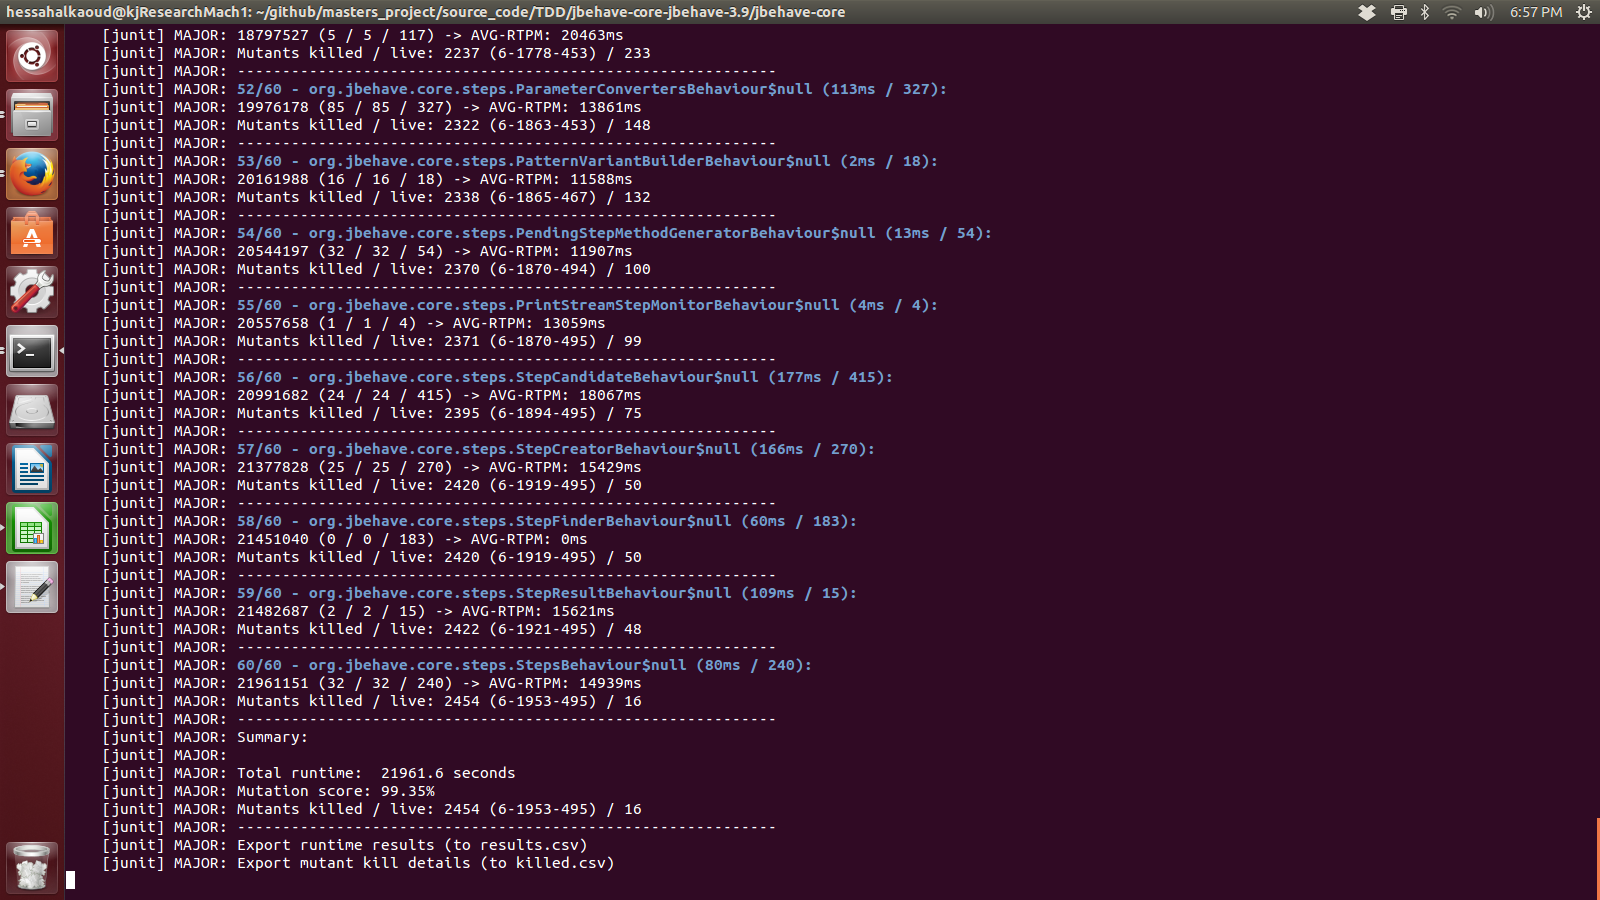 hessahalkaoud@kjResearchMach1: ~/github/masters_project/source_code/TDD/jbehave-core-jbehave-3.9/jbehave-core
6:57 PM
[junit] MAJOR: 18797527 (5 / 5 / 117) -> AVG-RTPM: 20463ms
[junit] MAJOR: Mutants killed / live: 2237 (6-1778-453) / 233
[junit] MAJOR: ------------------------------------------------------------
[junit] MAJOR: 52/60 - org.jbehave.core.steps.ParameterConvertersBehaviour$null (113ms / 327):
[junit] MAJOR: 19976178 (85 / 85 / 327) -> AVG-RTPM: 13861ms
[junit] MAJOR: Mutants killed / live: 2322 (6-1863-453) / 148
[junit] MAJOR: ------------------------------------------------------------
[junit] MAJOR: 53/60 - org.jbehave.core.steps.PatternVariantBuilderBehaviour$null (2ms / 18):
[junit] MAJOR: 20161988 (16 / 16 / 18) -> AVG-RTPM: 11588ms
[junit] MAJOR: Mutants killed / live: 2338 (6-1865-467) / 132
[junit] MAJOR: ------------------------------------------------------------
[junit] MAJOR: 54/60 - org.jbehave.core.steps.PendingStepMethodGeneratorBehaviour$null (13ms / 54):
[junit] MAJOR: 20544197 (32 / 32 / 54) -> AVG-RTPM: 11907ms
[junit] MAJOR: Mutants killed / live: 2370 (6-1870-494) / 100
[junit] MAJOR: ------------------------------------------------------------
[junit] MAJOR: 55/60 - org.jbehave.core.steps.PrintStreamStepMonitorBehaviour$null (4ms / 4):
[junit] MAJOR: 20557658 (1 / 1 / 4) -> AVG-RTPM: 13059ms
[junit] MAJOR: Mutants killed / live: 2371 (6-1870-495) / 99
[junit] MAJOR: ------------------------------------------------------------
[junit] MAJOR: 56/60 - org.jbehave.core.steps.StepCandidateBehaviour$null (177ms / 415):
[junit] MAJOR: 20991682 (24 / 24 / 415) -> AVG-RTPM: 18067ms
[junit] MAJOR: Mutants killed / live: 2395 (6-1894-495) / 75
[junit] MAJOR: ------------------------------------------------------------
[junit] MAJOR: 57/60 - org.jbehave.core.steps.StepCreatorBehaviour$null (166ms / 270):
[junit] MAJOR: 21377828 (25 / 25 / 270) -> AVG-RTPM: 15429ms
[junit] MAJOR: Mutants killed / live: 2420 (6-1919-495) / 50
[junit] MAJOR: ------------------------------------------------------------
[junit] MAJOR: 58/60 - org.jbehave.core.steps.StepFinderBehaviour$null (60ms / 183):
[junit] MAJOR: 21451040 (0 / 0 / 183) -> AVG-RTPM: 0ms
[junit] MAJOR: Mutants killed / live: 2420 (6-1919-495) / 50
[junit] MAJOR: ------------------------------------------------------------
[junit] MAJOR: 59/60 - org.jbehave.core.steps.StepResultBehaviour$null (109ms / 15):
[junit] MAJOR: 21482687 (2 / 2 / 15) -> AVG-RTPM: 15621ms
[junit] MAJOR: Mutants killed / live: 2422 (6-1921-495) / 48
[junit] MAJOR: ------------------------------------------------------------
[junit] MAJOR: 60/60 - org.jbehave.core.steps.StepsBehaviour$null (80ms / 240):
[junit] MAJOR: 21961151 (32 / 32 / 240) -> AVG-RTPM: 14939ms
[junit] MAJOR: Mutants killed / live: 2454 (6-1953-495) / 16
[junit] MAJOR: ------------------------------------------------------------
[junit] MAJOR: Summary:
[junit] MAJOR:
[junit] MAJOR: Total runtime:  21961.6 seconds
[junit] MAJOR: Mutation score: 99.35%
[junit] MAJOR: Mutants killed / live: 2454 (6-1953-495) / 16
[junit] MAJOR: ------------------------------------------------------------
[junit] MAJOR: Export runtime results (to results.csv)
[junit] MAJOR: Export mutant kill details (to killed.csv)